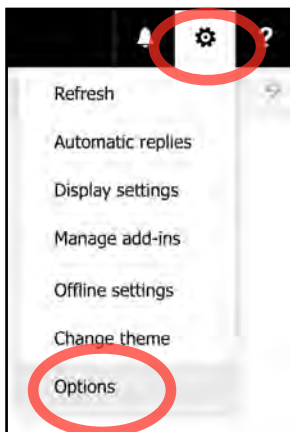 ?
Refresh
Automatic replies
Display settings
Manage add-ins
Offline settings
Change theme
Options